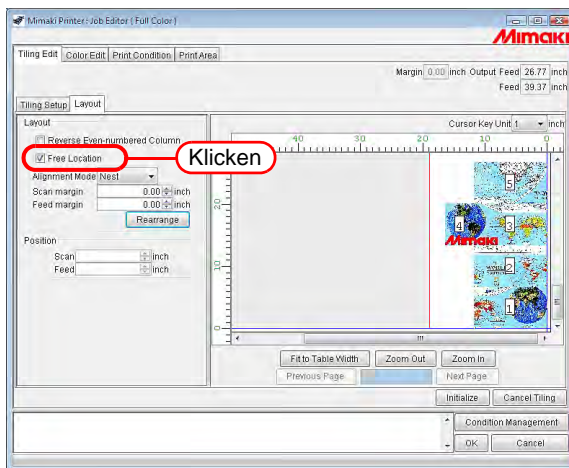 Mimaki Printer : Job Editor ( Full Color )
Mimaki
Tiling Edit Color Edit Print Condition Print Area
Margin 0.00 inch Output Feed 26.77 inch
Feed 39.37 inch
Tiling Setup Layout
Layout
Cursor Key Unit 1 inch
Reverse Even-numbered Column
40 30 20 10 0
Free Location
Klicken
Alignment Mode Nest
Scan margin 0.00 inch
Feed margin 0.00 inch
Rearrange
Position
Scan inch
Feed inch
20
10
0
5
4 3
Mimaki
2
1
Fit to Table Width Zoom Out Zoom In
Previous Page Next Page
Initialize Cancel Tiling
Condition Management
OK Cancel